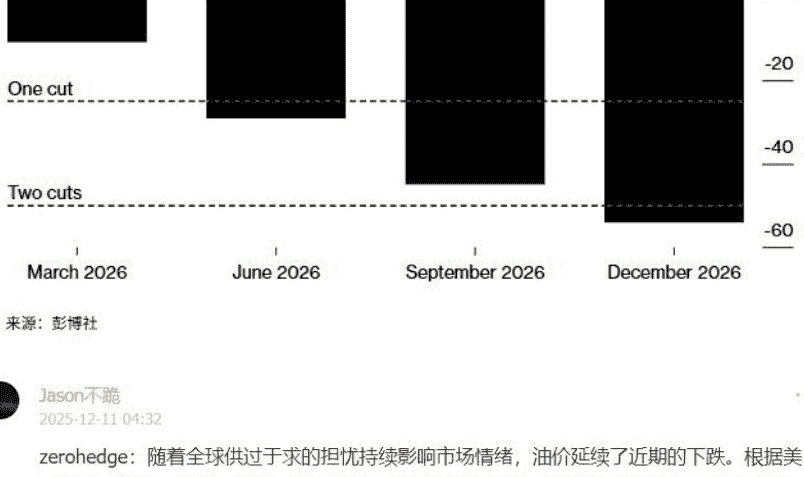 -20
One cut
-40
Two cuts
-60
March 2026 June 2026 September 2026 December 2026
来源：彭博社
Jason不跪
2025-12-11 04:32
zerohedge：随着全球供过于求的担忧持续影响市场情绪，油价延续了近期的下跌。根据美